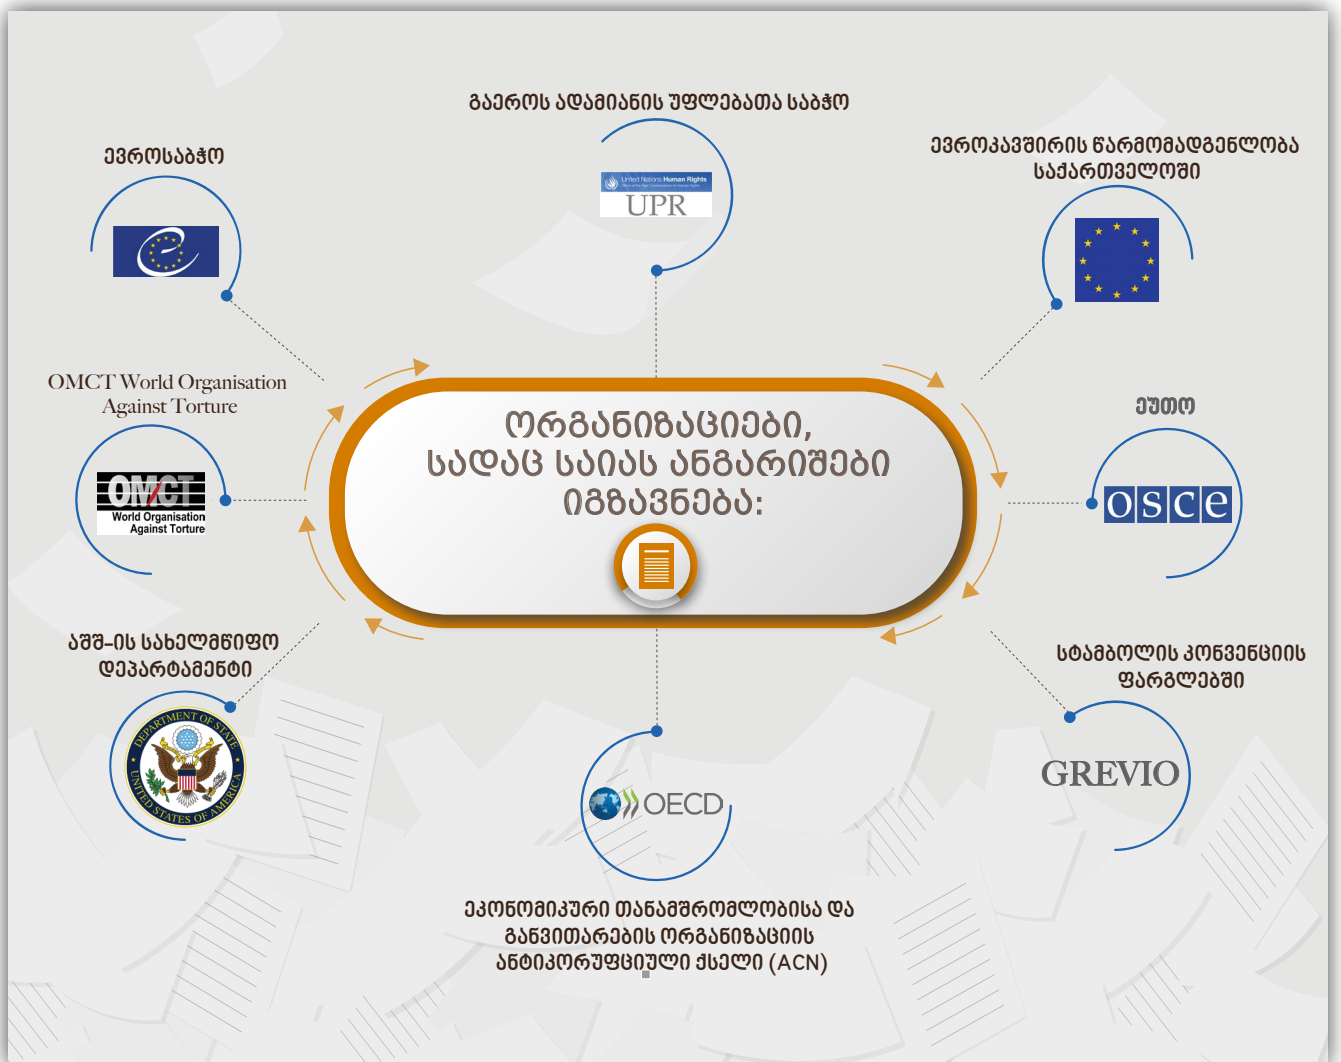 გაეროს ადამიანის უფლებათა საბჭო
United Nations Human Rights
UPR
ევროსაბჭო
ევროკავშირის წარმომადგენლობა
საქართველოში
OMCT World Organisation
Against Torture
OMCT
World Organisation
Against Torture
ორგანიზაციები,
სადაც საიას ანგარიშები
იგზავნება:
ეუთო
osce
აშშ-ის სახელმწიფო
დეპარტამენტი
DEPARTMENT OF STATE
UNITED STATES OF AMERICA
სტამბოლის კონვენციის
ფარგლებში
GREVIO
OECD
ეკონომიკური თანამშრომლობისა და
განვითარების ორგანიზაციის
ანტიკორუფციული ქსელი (ACN)